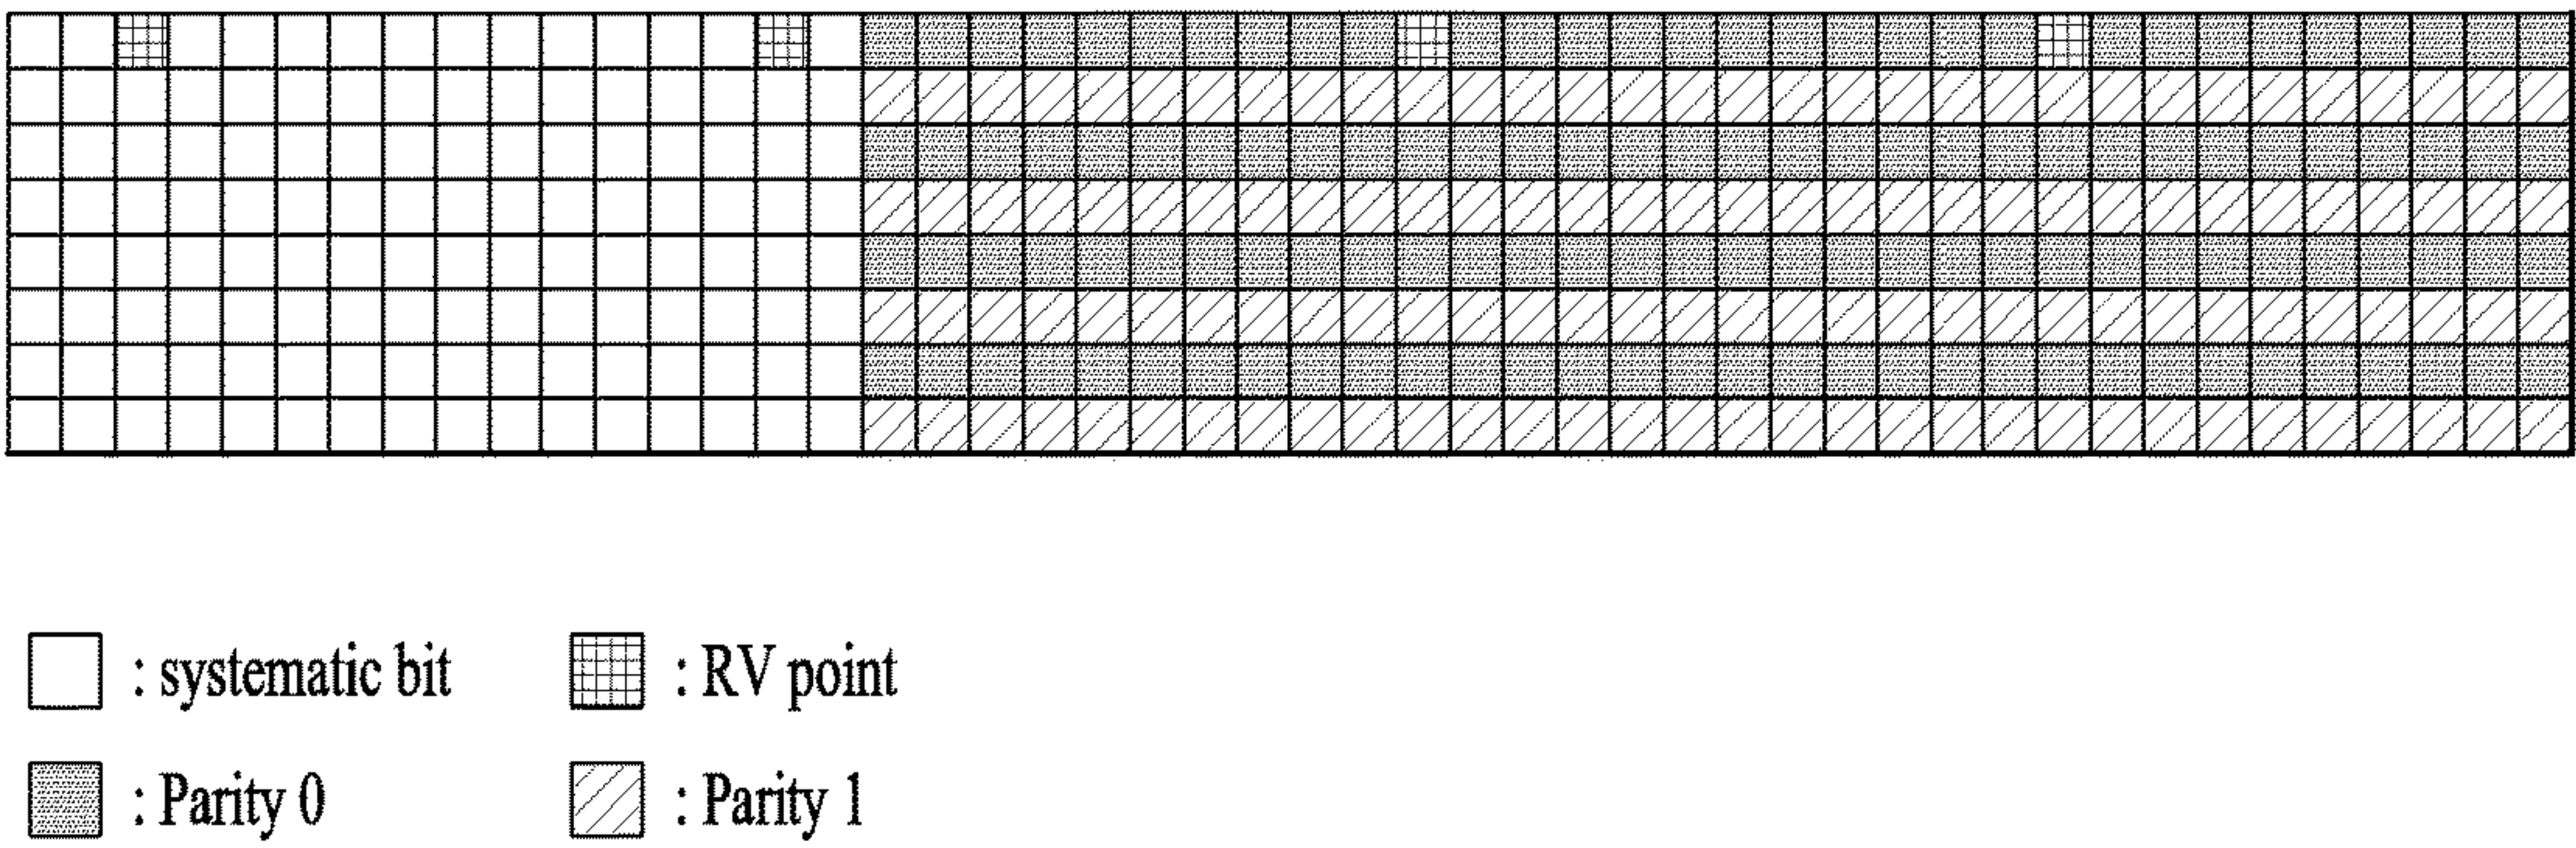 : systematic bit
: RV point
: Parity 0
: Parity 1